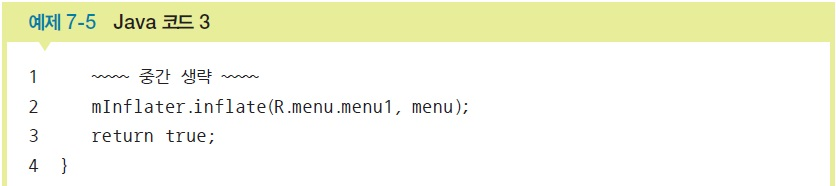 예제 7-5 Java 코드 3
1 ~~~~~ 중간 생략 ~~~~~
2 mInflater.inflate(R.menu.menu1, menu);
3 return true;
4 }